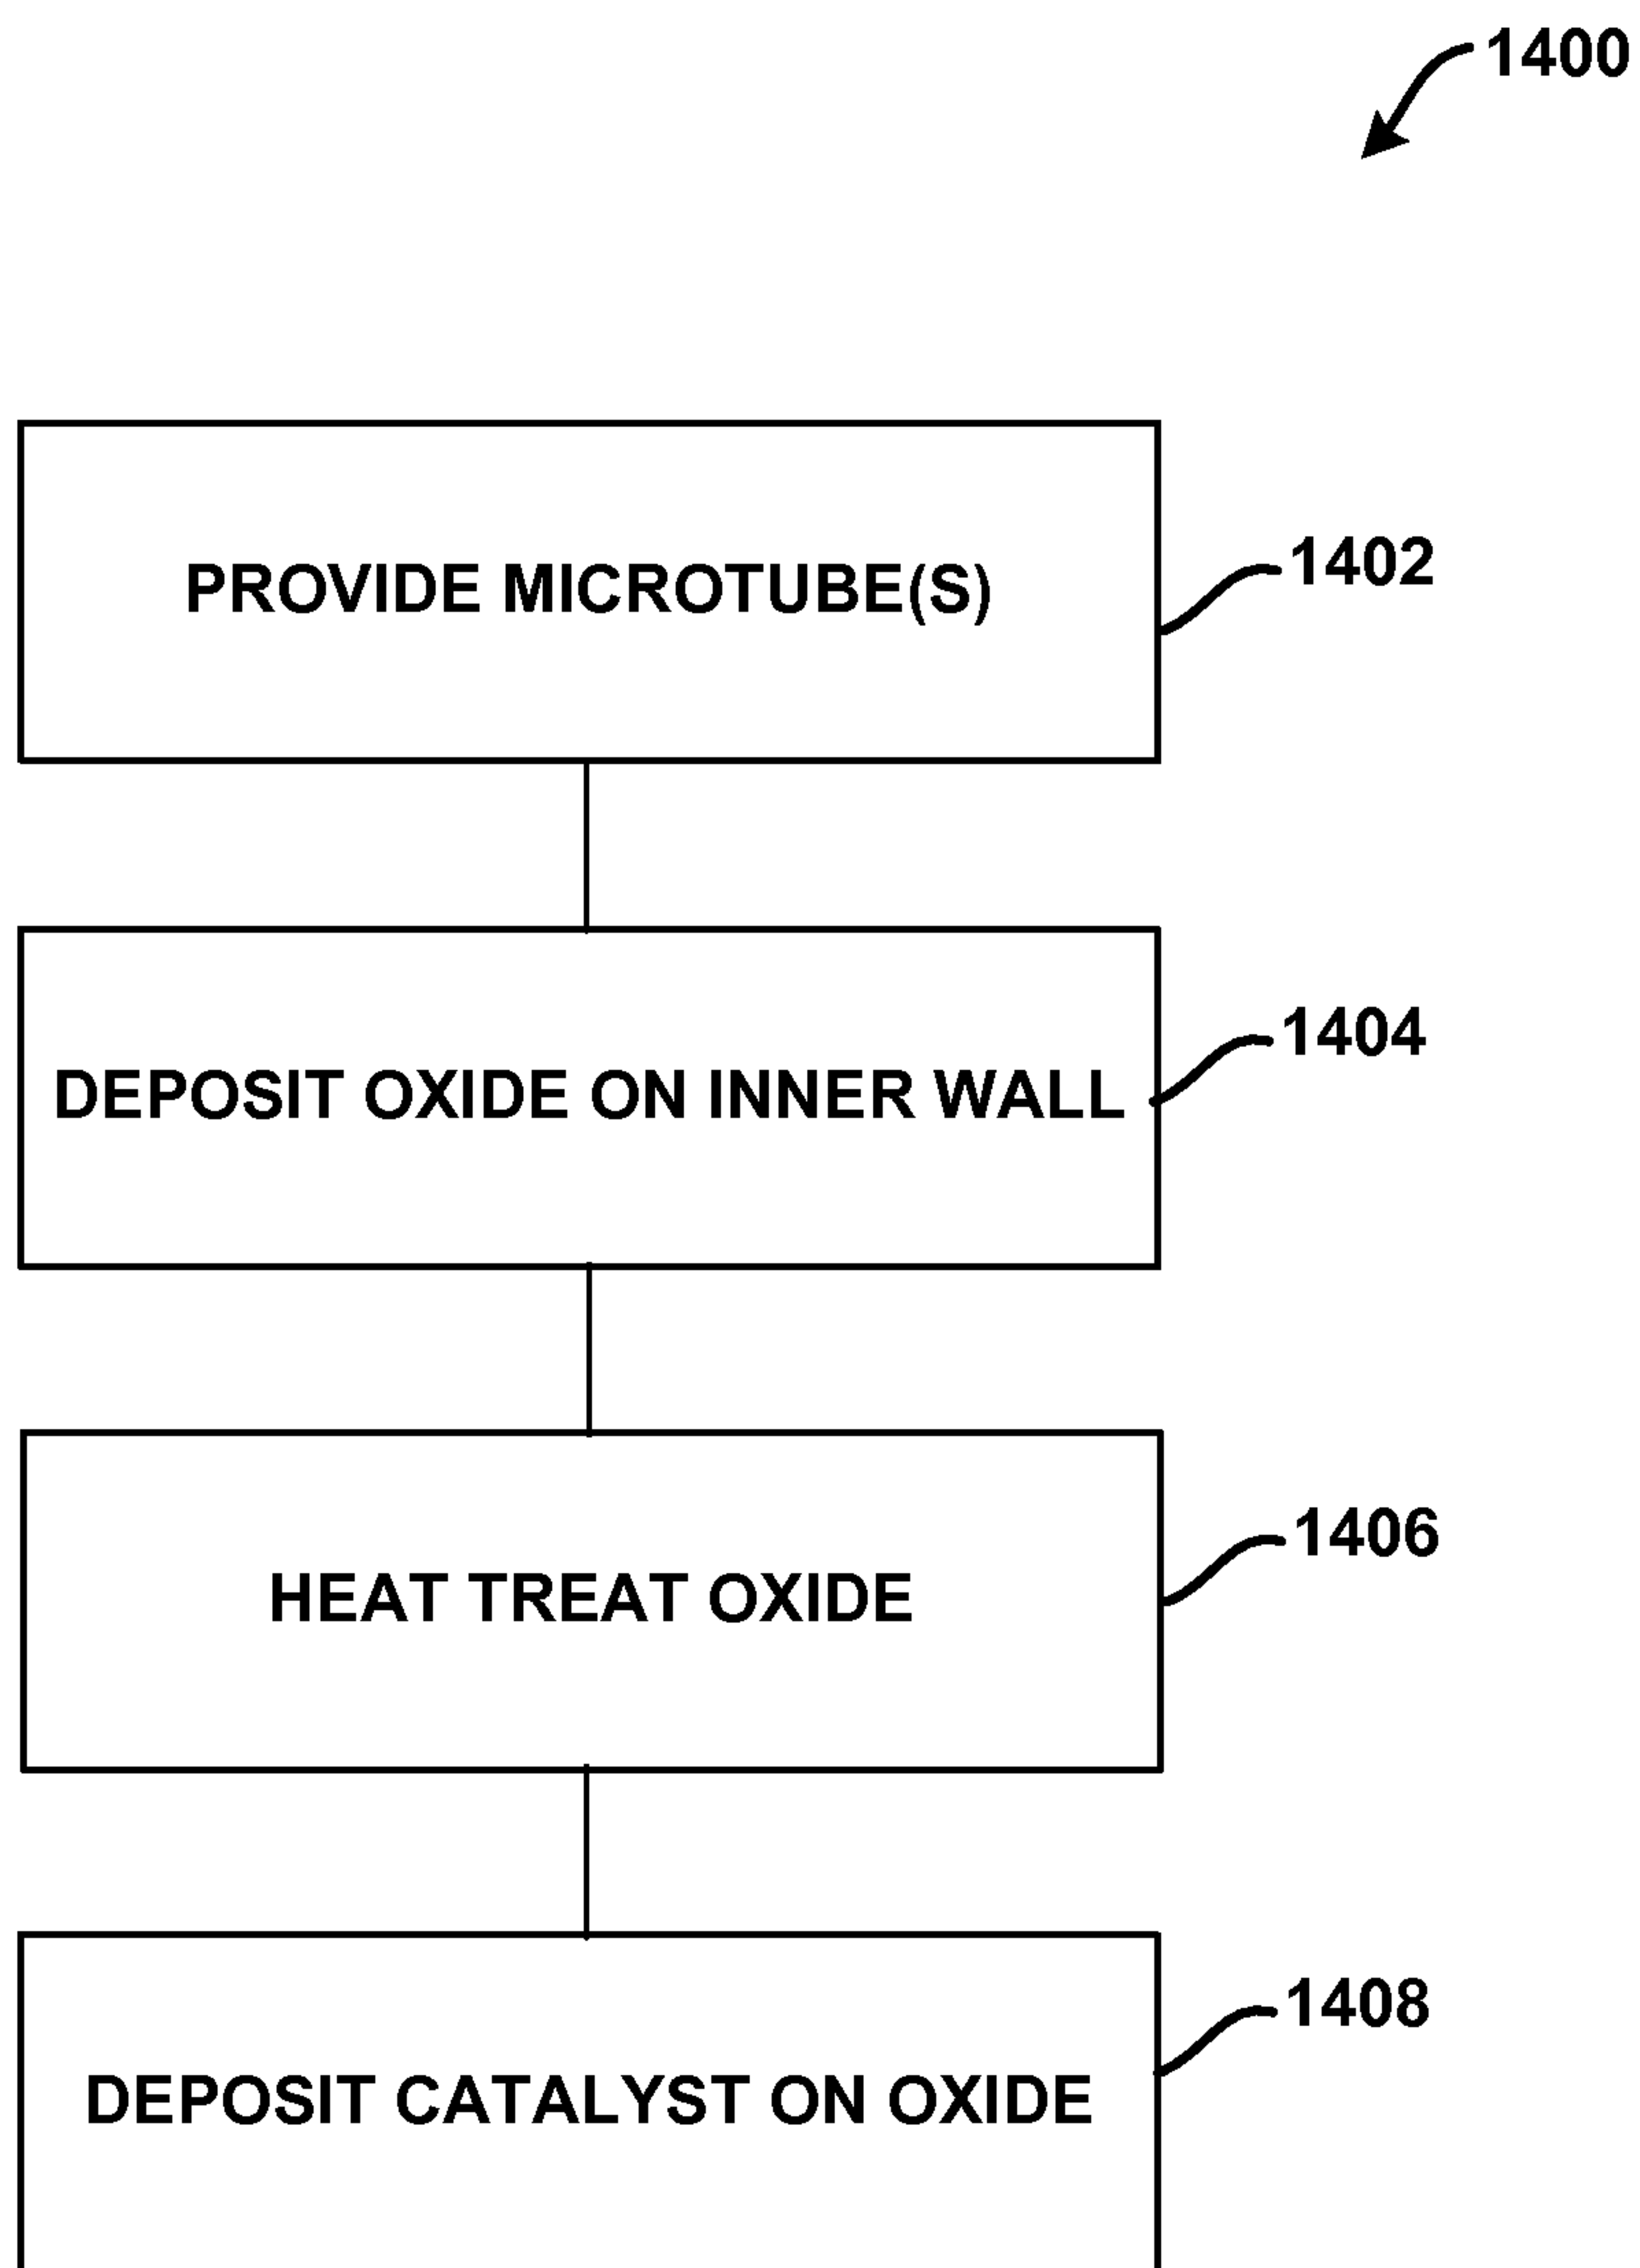 1400
PROVIDE MICROTUBE(S)
1402
DEPOSIT OXIDE ON INNER WALL
1404
HEAT TREAT OXIDE
1406
DEPOSIT CATALYST ON OXIDE
1408